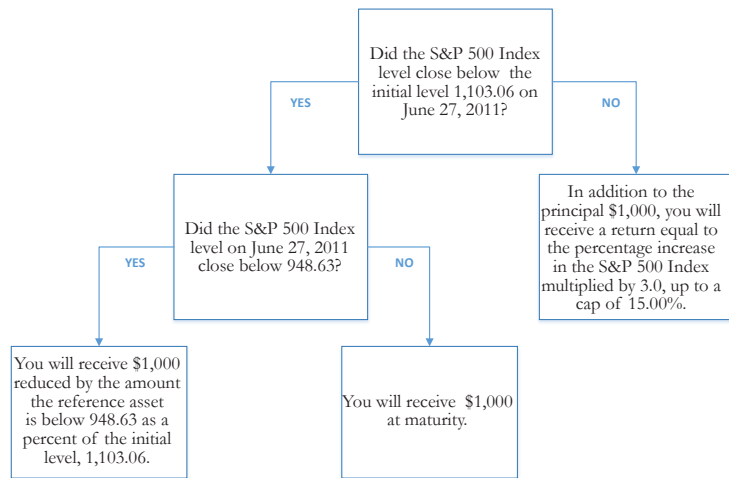 Did the S&P 500 Index
level close below the
initial level 1,103.06 on
June 27, 2011?
YES
NO
Did the S&P 500 Index
level on June 27, 2011
close below 948.63?
In addition to the
principal $1,000, you will
receive a return equal to
the percentage increase
in the S&P 500 Index
multiplied by 3.0, up to a
cap of 15.00%.
YES
NO
You will receive $1,000
reduced by the amount
the reference asset
is below 948.63 as a
percent of the initial
level, 1,103.06.
You will receive $1,000
at maturity.